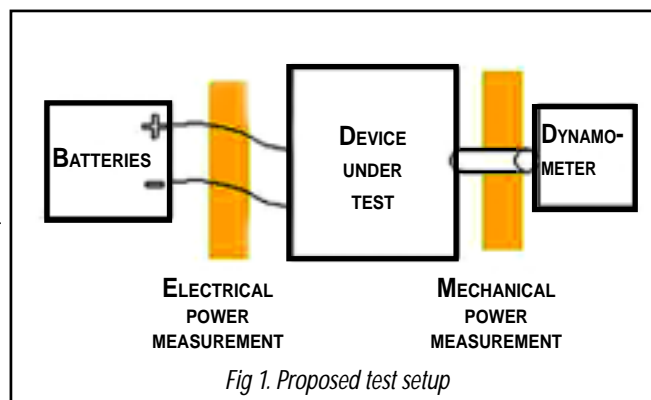 BATTERIES
+
-
DEVICE
UNDER
TEST
DYNAMO-
METER
ELECTRICAL
POWER
MEASUREMENT
MECHANICAL
POWER
MEASUREMENT
Fig 1. Proposed test setup